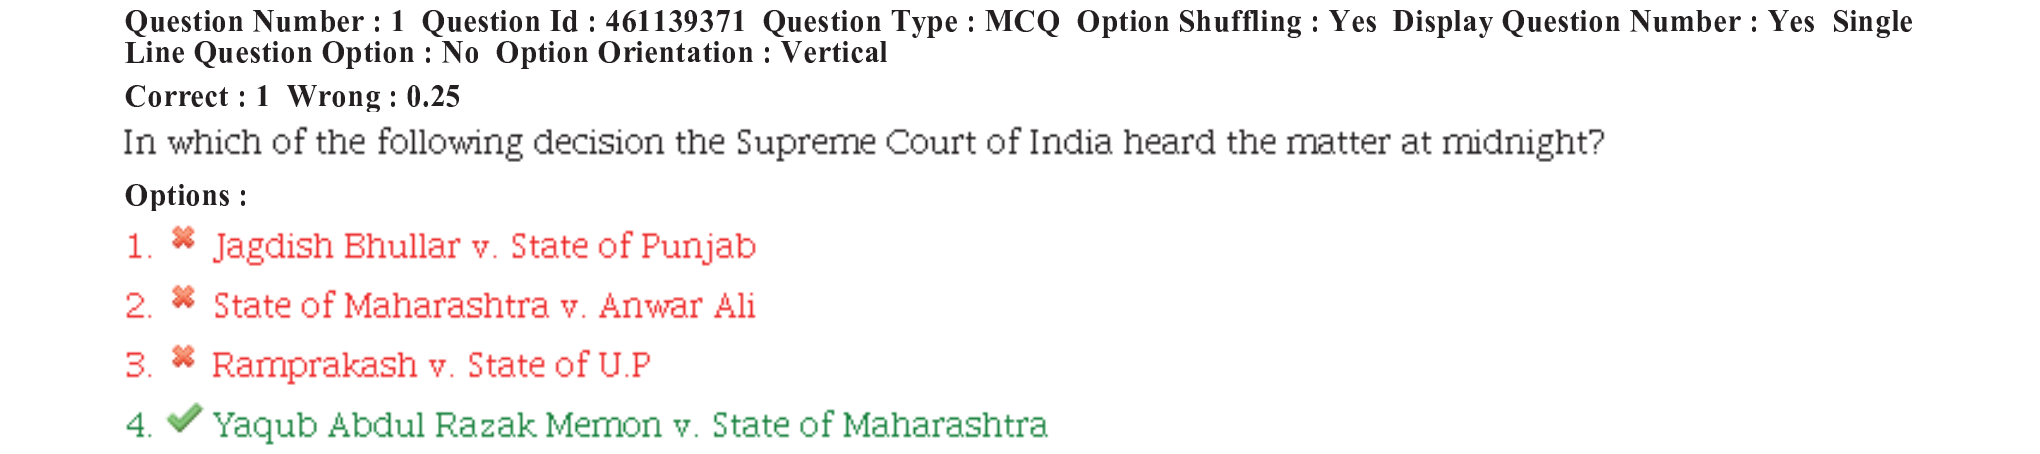 Question Number : 1 Question Id : 461139371 Question Type : MCQ Option Shuffling : Yes Display Question Number : Yes Single
Line Question Option : No Option Orientation : Vertical
Correct : 1 Wrong : 0.25
In which of the following decision the Supreme Court of India heard the matter at midnight?
Options :
1. Jagdish Bhullar v. State of Punjab
2. State of Maharashtra v. Anwar Ali
3. Ramprakash v. State of U.P
4. Yaqub Abdul Razak Memon v. State of Maharashtra